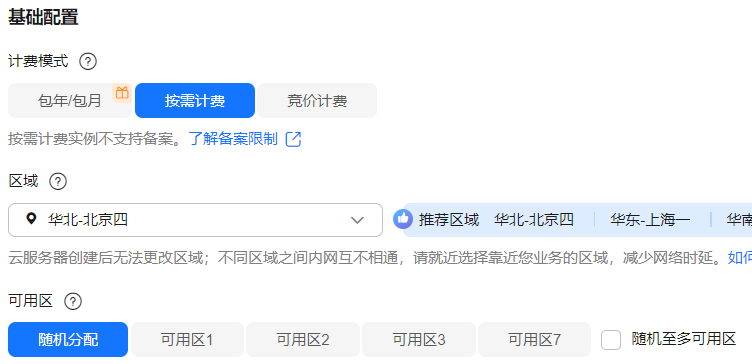 基础配置
计费模式
包年/包月 按需计费 竞价计费
按需计费实例不支持备案。了解备案限制
区域
华北-北京四 推荐区域 华北-北京四 华东-上海一 华南
云服务器创建后无法更改区域；不同区域之间内网互不相通，请就近选择靠近您业务的区域，减少网络时延。如何
可用区
随机分配 可用区1 可用区2 可用区3 可用区7 随机至多可用区